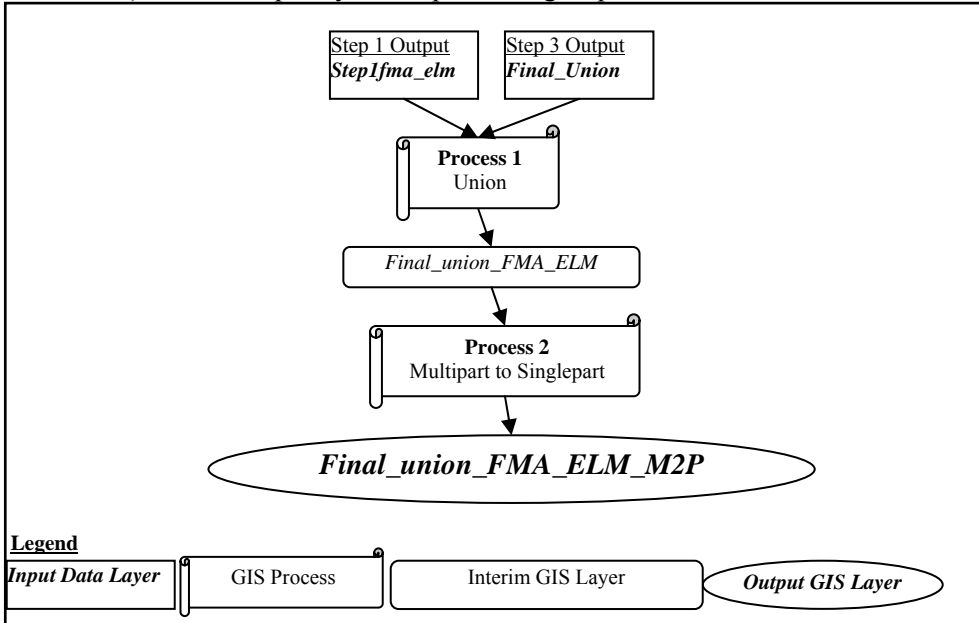 Step 1 Output
Step1fma_elm
Step 3 Output
Final_Union
Process 1
Union
Final_union_FMA_ELM
Process 2
Multipart to Singlepart
Final_union_FMA_ELM_M2P
Legend
Input Data Layer
GIS Process
Interim GIS Layer
Output GIS Layer